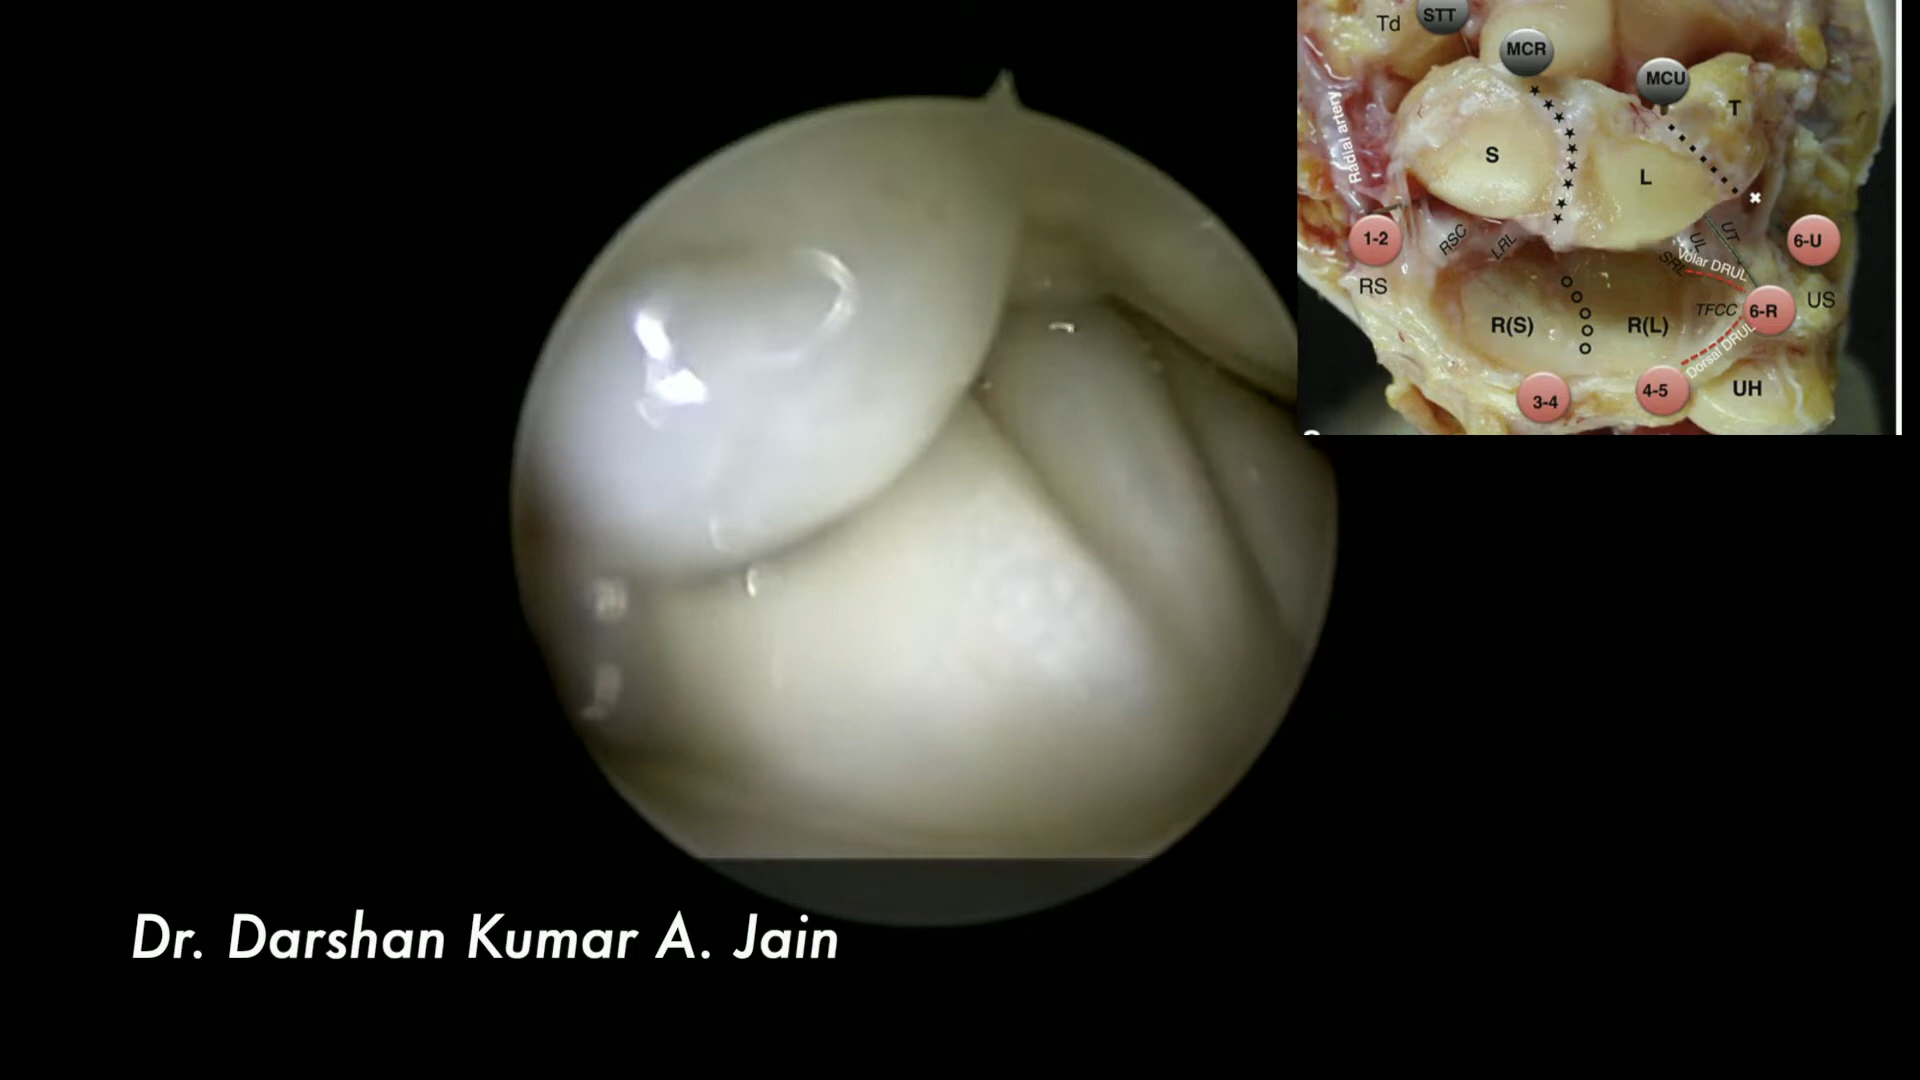 Td
STT
MCR
MCU
T
Radial artery
S
L
1-2
RSC
LRL
UT
UL
SRL
6-U
Volar DRUL
RS
US
R(S)
R(L)
TFCC
6-R
Dorsal DRUL
3-4
4-5
UH
Dr. Darshan Kumar A. Jain